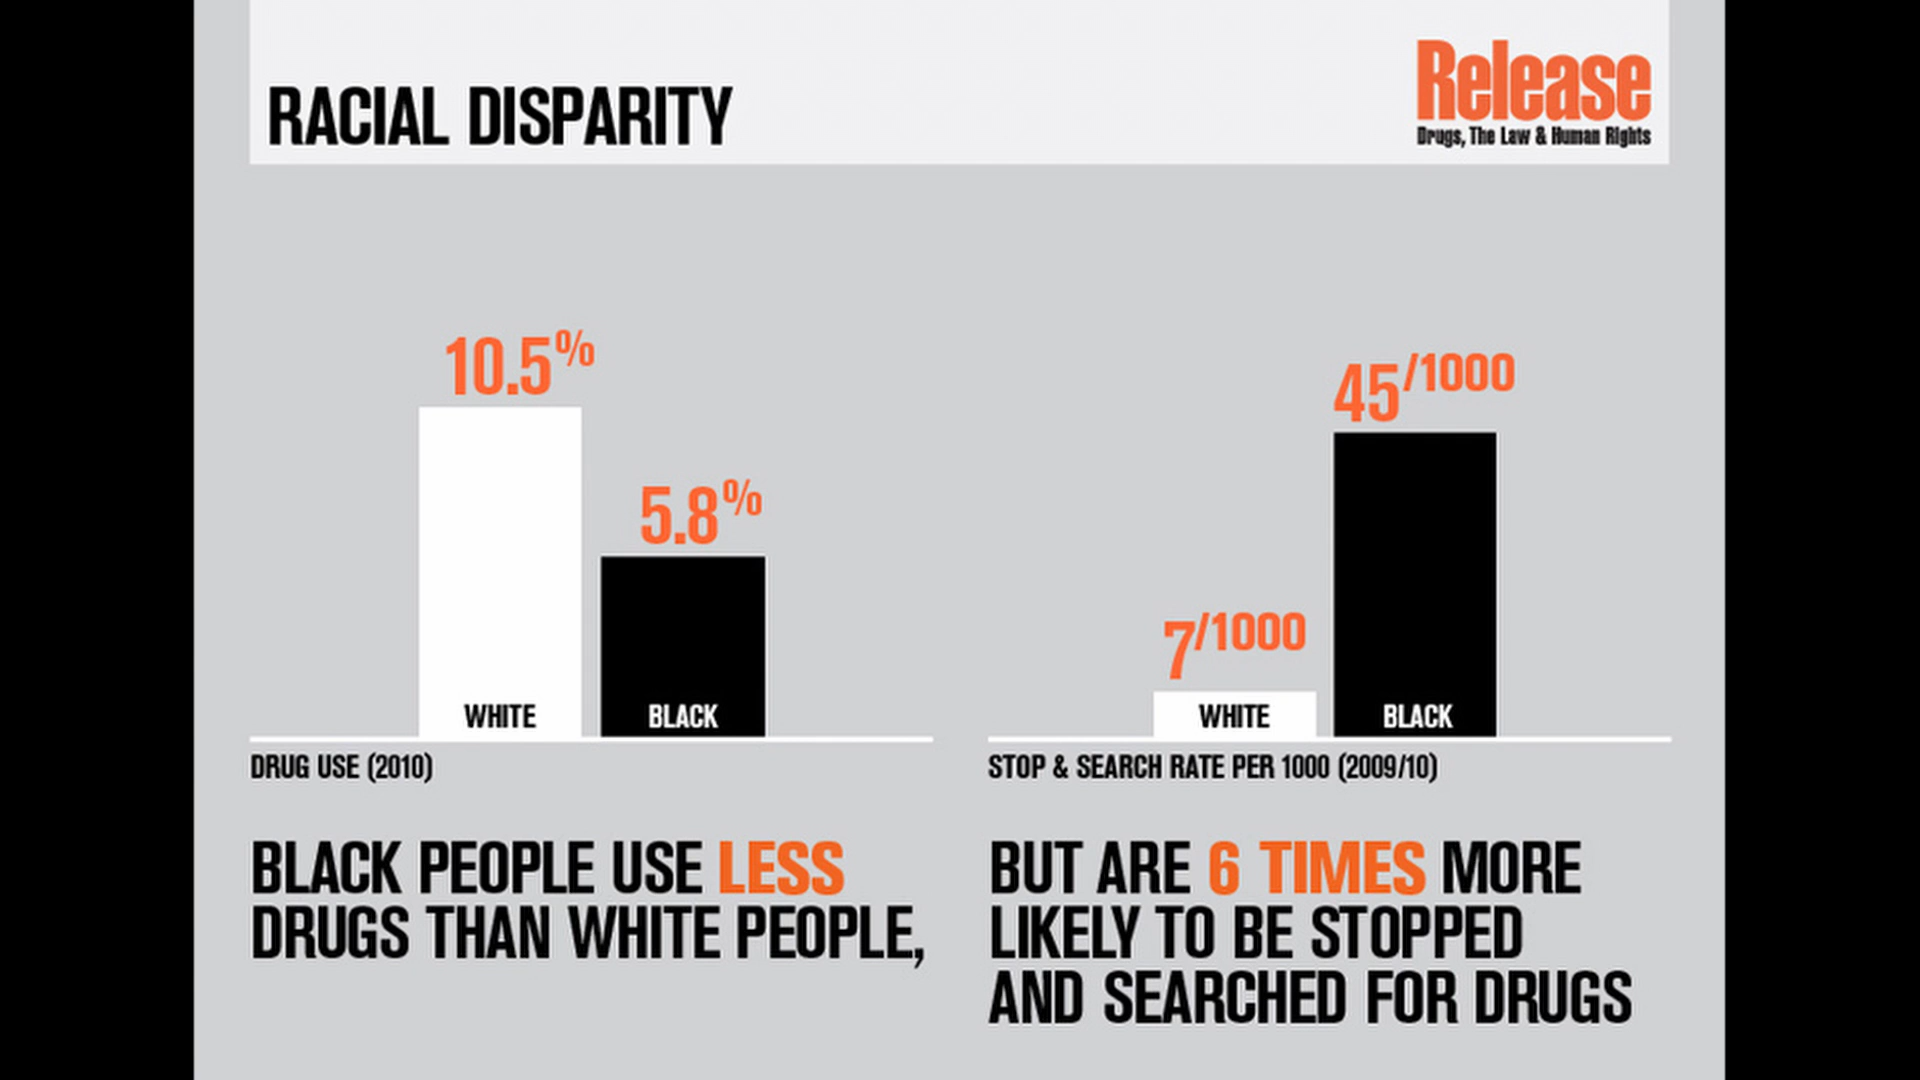 RACIAL DISPARITY
Release
Drugs, The Law & Human Rights
10.5%
5.8%
WHITE
BLACK
DRUG USE (2010)
BLACK PEOPLE USE LESS
DRUGS THAN WHITE PEOPLE,
45/1000
7/1000
WHITE
BLACK
STOP & SEARCH RATE PER 1000 (2009/10)
BUT ARE 6 TIMES MORE
LIKELY TO BE STOPPED
AND SEARCHED FOR DRUGS